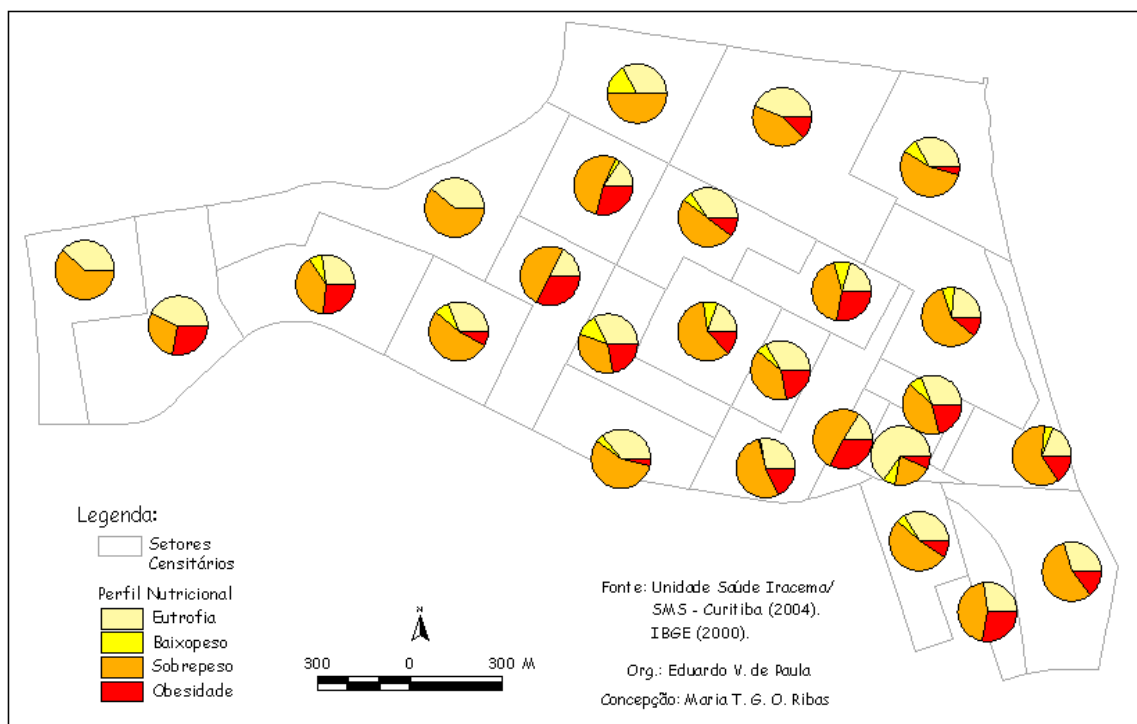 Legenda:
Setores
Censitários
Perfil Nutricional
Eutrofia
Baixopeso
Sobrepeso
Obesidade
N
300 0 300 M
Fonte: Unidade Saúde Iracema/
SMS - Curitiba (2004).
IBGE (2000).
Org.: Eduardo V. de Paula
Concepção: Maria T. G. O. Ribas